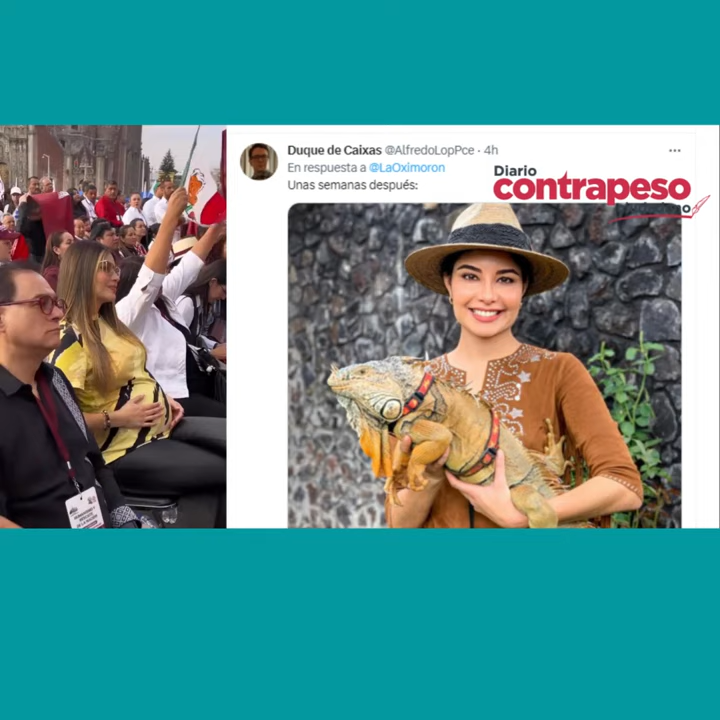 Duque de Caixas @AlfredoLopPce · 4h
En respuesta a @LaOximoron
Unas semanas después:
Diario
contrapeso